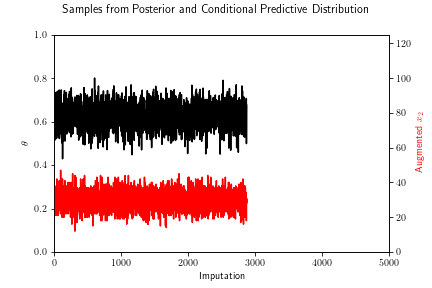 Samples from Posterior and Conditional Predictive Distribution
1.0
0.8
0.6
0.4
0.2
0.0
θ
120
100
80
60
40
20
0
Augmented x₂
0 1000 2000 3000 4000 5000
Imputation